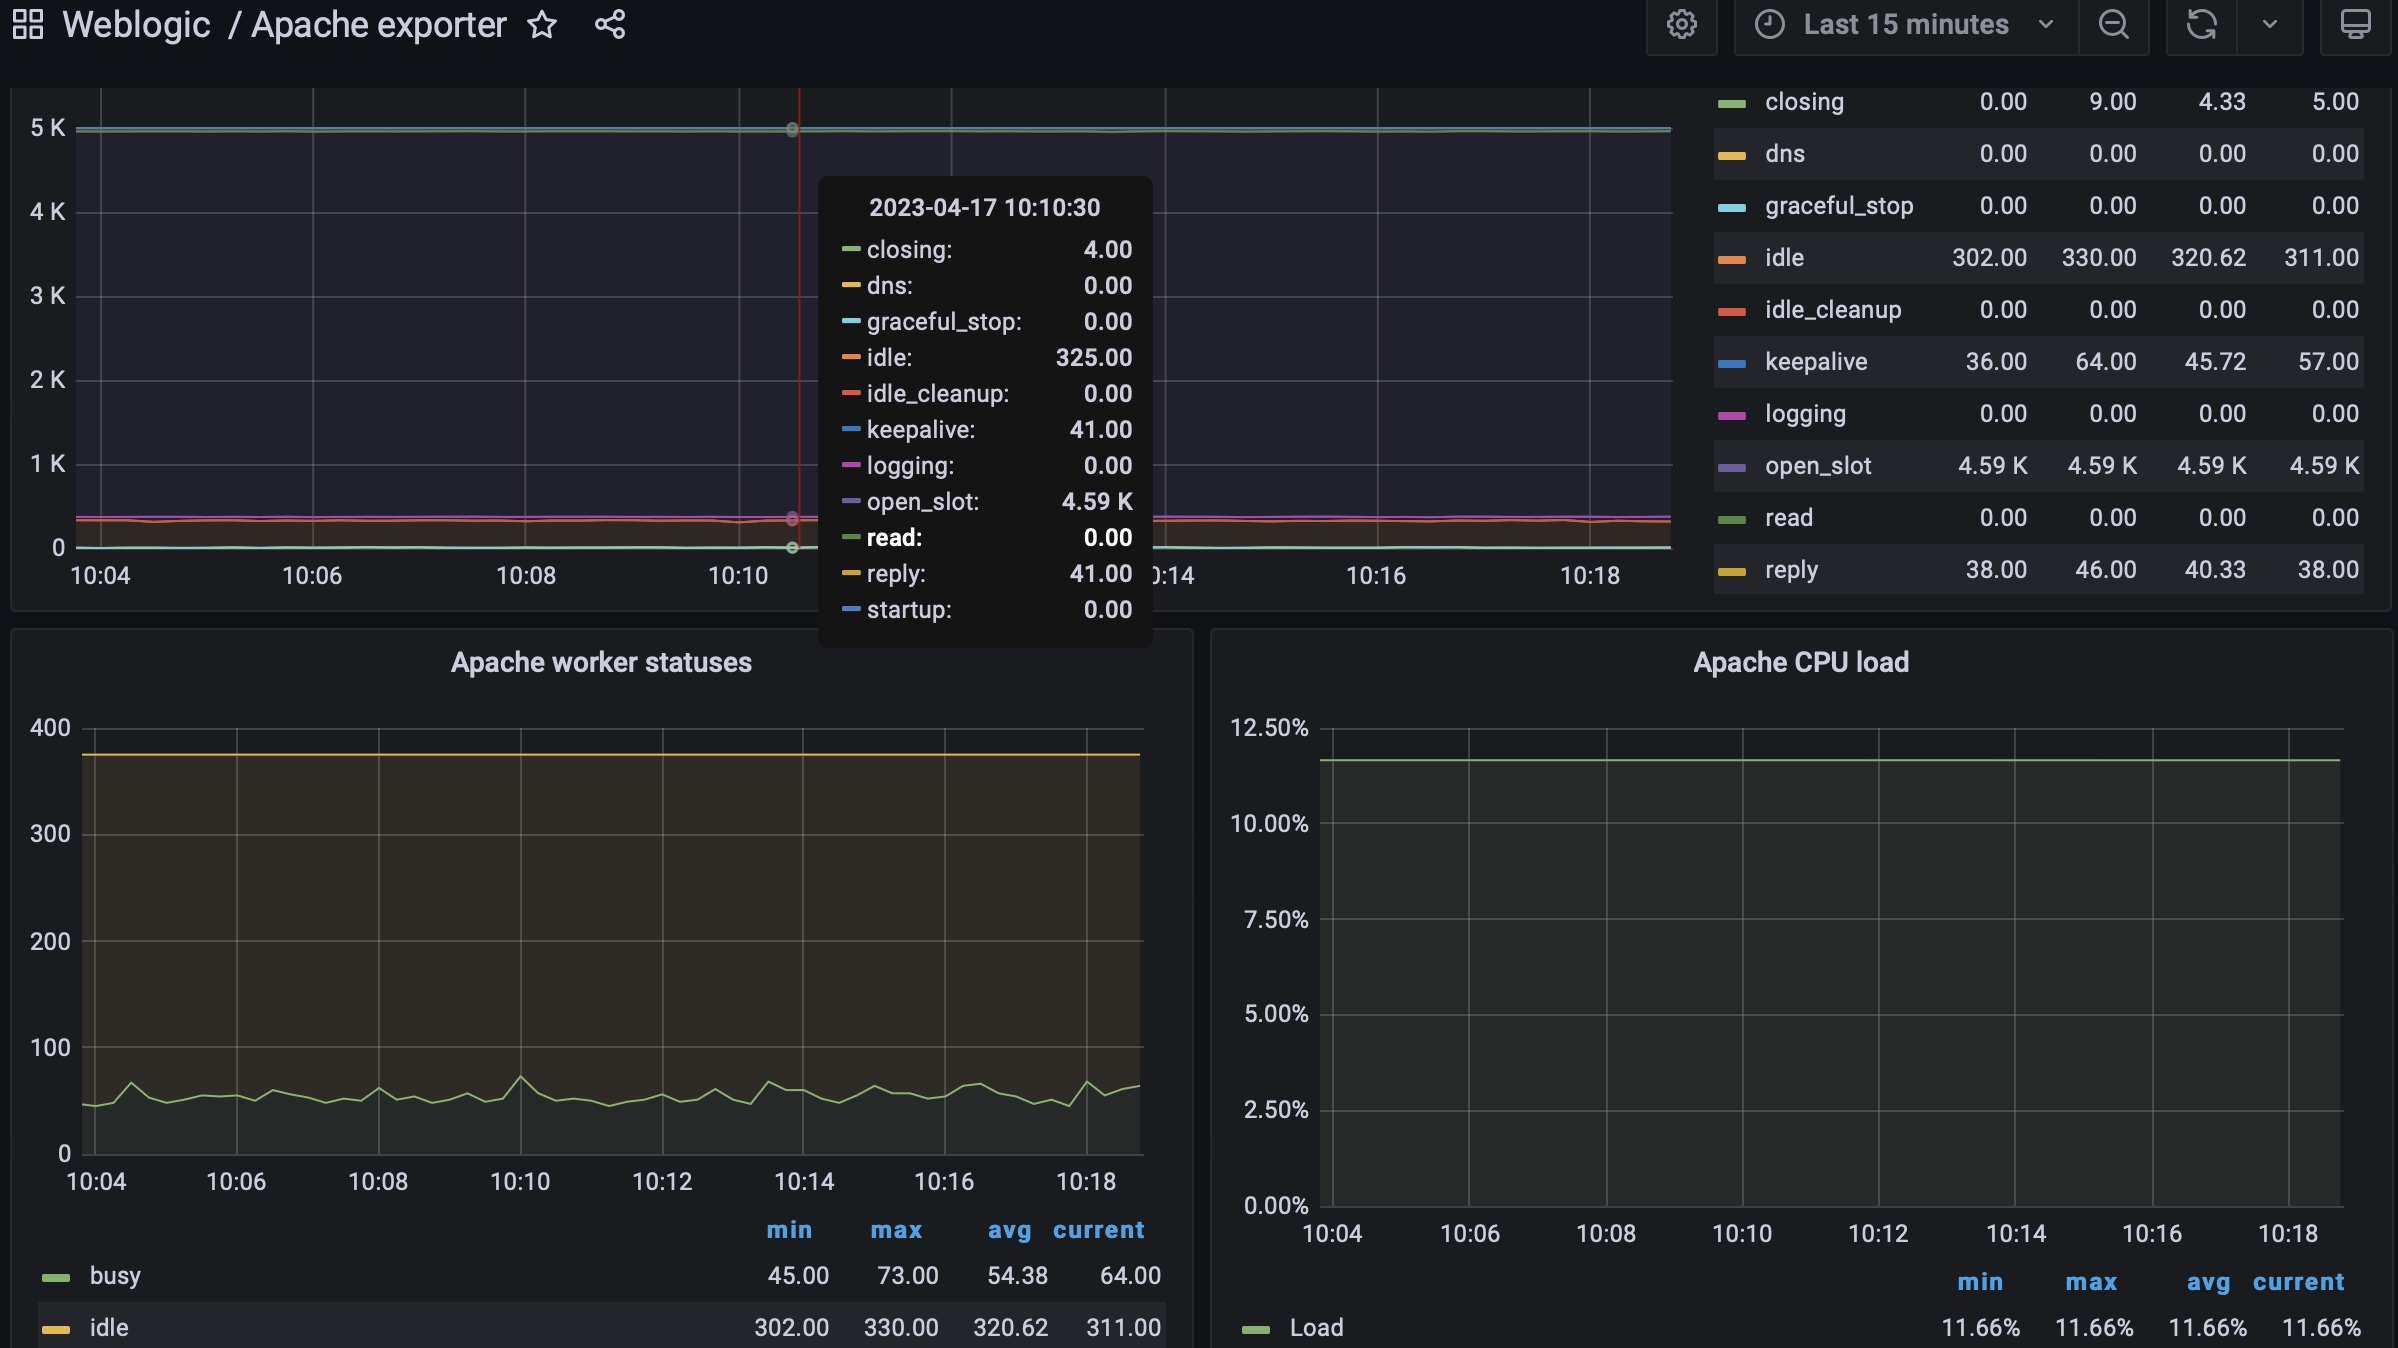 Weblogic / Apache exporter
Last 15 minutes
5 K
4 K
3 K
2 K
1 K
0
10:04 10:06 10:08 10:10 0:14 10:16 10:18
2023-04-17 10:10:30
closing: 4.00
dns: 0.00
graceful_stop: 0.00
idle: 325.00
idle_cleanup: 0.00
keepalive: 41.00
logging: 0.00
open_slot: 4.59 K
read: 0.00
reply: 41.00
startup: 0.00
closing 0.00 9.00 4.33 5.00
dns 0.00 0.00 0.00 0.00
graceful_stop 0.00 0.00 0.00 0.00
idle 302.00 330.00 320.62 311.00
idle_cleanup 0.00 0.00 0.00 0.00
keepalive 36.00 64.00 45.72 57.00
logging 0.00 0.00 0.00 0.00
open_slot 4.59 K 4.59 K 4.59 K 4.59 K
read 0.00 0.00 0.00 0.00
reply 38.00 46.00 40.33 38.00
Apache worker statuses
400
300
200
100
0
10:04 10:06 10:08 10:10 10:12 10:14 10:16 10:18
min max avg current
busy 45.00 73.00 54.38 64.00
idle 302.00 330.00 320.62 311.00
Apache CPU load
12.50%
10.00%
7.50%
5.00%
2.50%
0.00%
10:04 10:06 10:08 10:10 10:12 10:14 10:16 10:18
min max avg current
Load 11.66% 11.66% 11.66% 11.66%